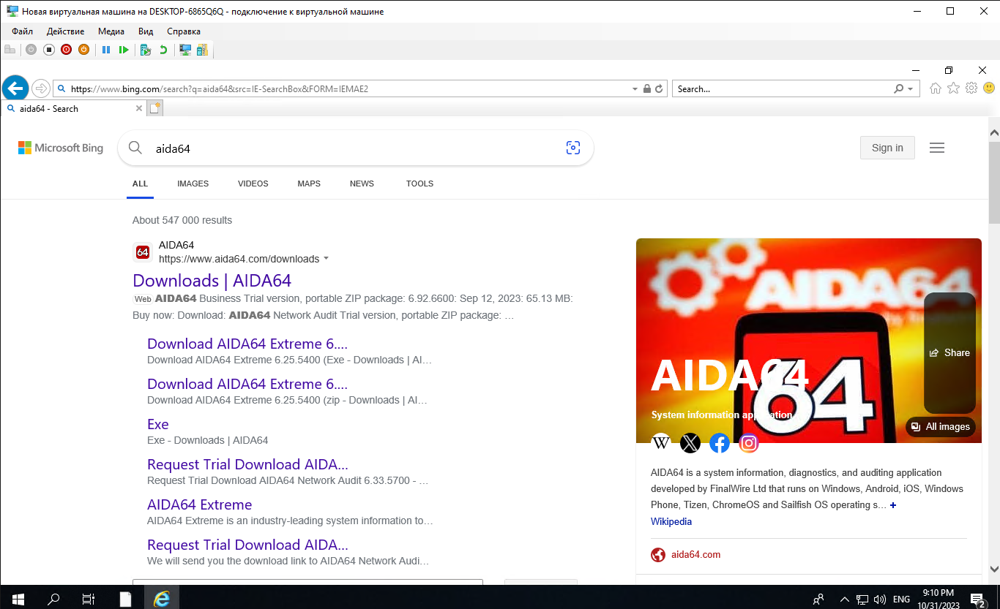 Новая виртуальная машина на DESKTOP-6865Q6Q - подключение к виртуальной машине
Файл Действие Медиа Вид Справка
https://www.bing.com/search?q=aida64&src=IE-SearchBox&FORM=IEMAE2
Search...
aida64 - Search
Microsoft Bing
aida64
Sign in
ALL IMAGES VIDEOS MAPS NEWS TOOLS
About 547 000 results
64
AIDA64
https://www.aida64.com/downloads
Downloads | AIDA64
Web AIDA64 Business Trial version, portable ZIP package: 6.92.6600: Sep 12, 2023: 65.13 MB:
Buy now: Download: AIDA64 Network Audit Trial version, portable ZIP package: …
Download AIDA64 Extreme 6....
Download AIDA64 Extreme 6.25.5400 (Exe - Downloads | AI…
Download AIDA64 Extreme 6....
Download AIDA64 Extreme 6.25.5400 (zip - Downloads | AI…
Exe
Exe - Downloads | AIDA64
Request Trial Download AIDA...
Request Trial Download AIDA64 Network Audit 6.33.5700 - …
AIDA64 Extreme
AIDA64 Extreme is an industry-leading system information to…
Request Trial Download AIDA...
We will send you the download link to AIDA64 Network Audi…
AIDA64
64
Share
AIDA64
System information application
All images
W
AIDA64 is a system information, diagnostics, and auditing application
developed by FinalWire Ltd that runs on Windows, Android, iOS, Windows
Phone, Tizen, ChromeOS and Sailfish OS operating s… +
Wikipedia
aida64.com
ENG
9:10 PM
10/31/2023
2